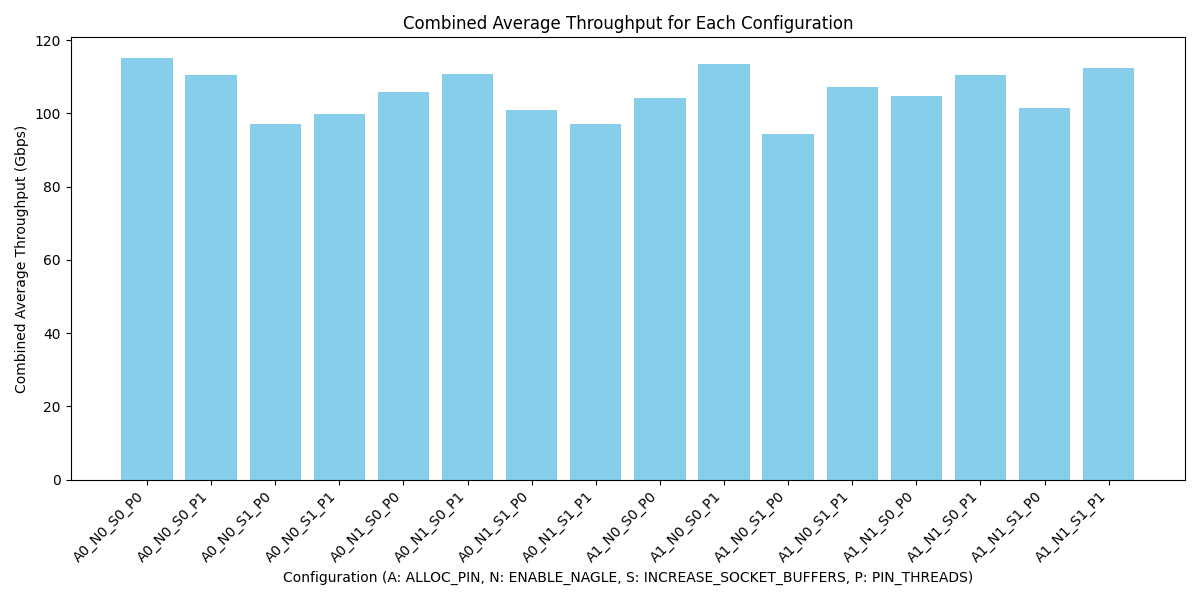 Combined Average Throughput for Each Configuration
Combined Average Throughput (Gbps)
120
100
80
60
40
20
0
A0_N0_S0_P0
A0_N0_S0_P1
A0_N0_S1_P0
A0_N0_S1_P1
A0_N1_S0_P0
A0_N1_S0_P1
A0_N1_S1_P0
A0_N1_S1_P1
A1_N0_S0_P0
A1_N0_S0_P1
A1_N0_S1_P0
A1_N0_S1_P1
A1_N1_S0_P0
A1_N1_S0_P1
A1_N1_S1_P0
A1_N1_S1_P1
Configuration (A: ALLOC_PIN, N: ENABLE_NAGLE, S: INCREASE_SOCKET_BUFFERS, P: PIN_THREADS)